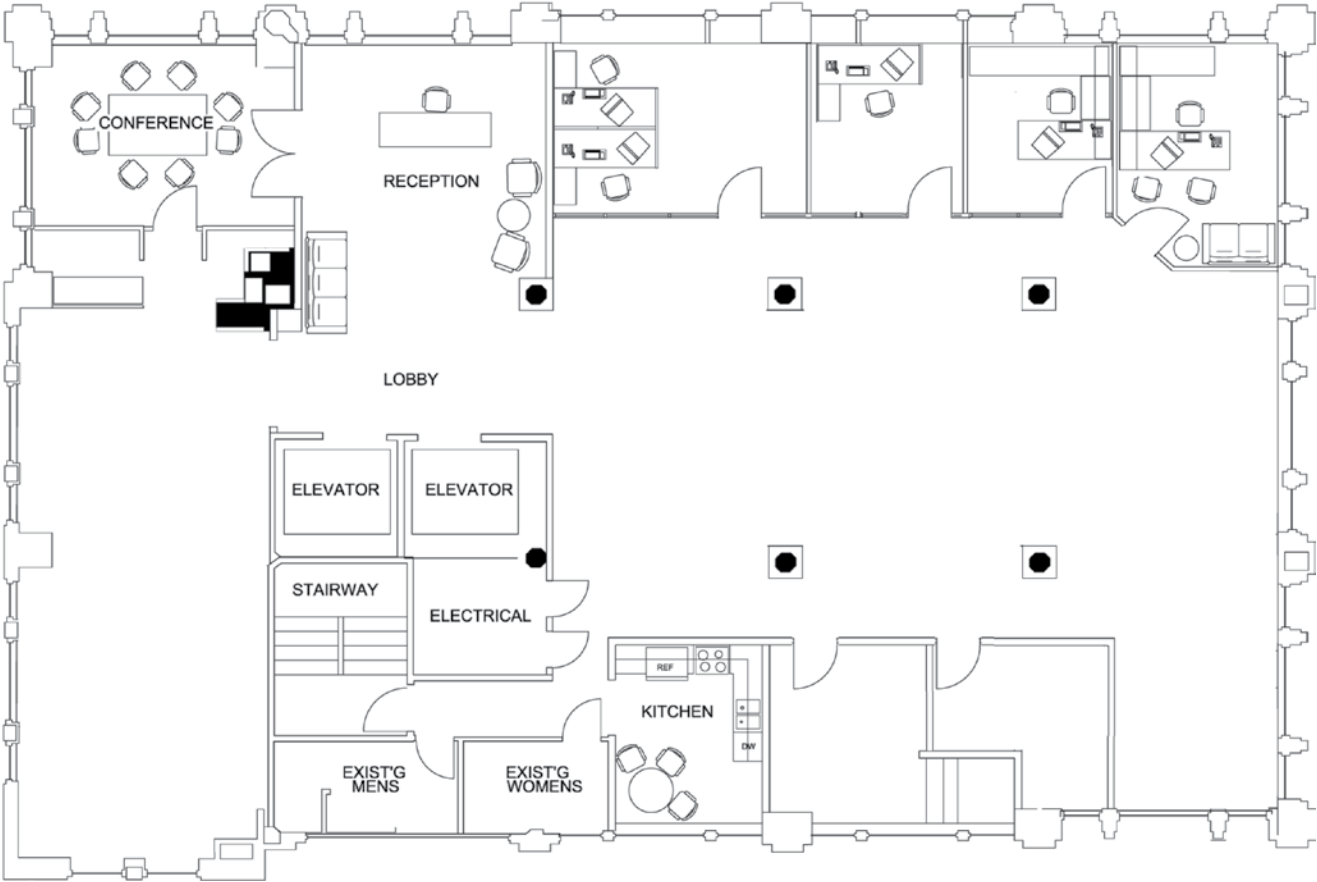 CONFERENCE
RECEPTION
LOBBY
ELEVATOR
ELEVATOR
STAIRWAY
ELECTRICAL
REF
KITCHEN
DW
EXIST'G
MENS
EXIST'G
WOMENS